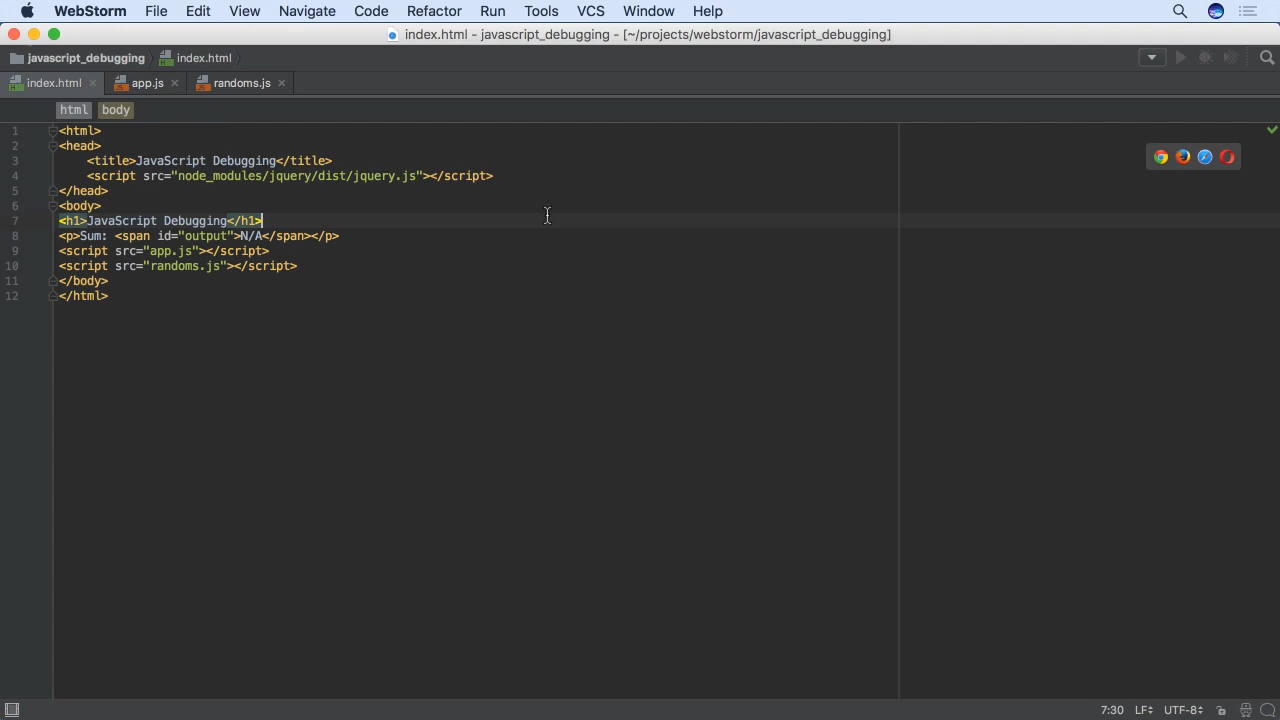 WebStorm File Edit View Navigate Code Refactor Run Tools VCS Window Help
index.html - javascript_debugging - [~/projects/webstorm/javascript_debugging]
javascript_debugging index.html
index.html app.js randoms.js
html body
1 <html>
2 <head>
3 <title>JavaScript Debugging</title>
4 <script src="node_modules/jquery/dist/jquery.js"></script>
5 </head>
6 <body>
7 <h1>JavaScript Debugging</h1>
8 <p>Sum: <span id="output">N/A</span></p>
9 <script src="app.js"></script>
10 <script src="randoms.js"></script>
11 </body>
12 </html>
7:30 LF UTF-8